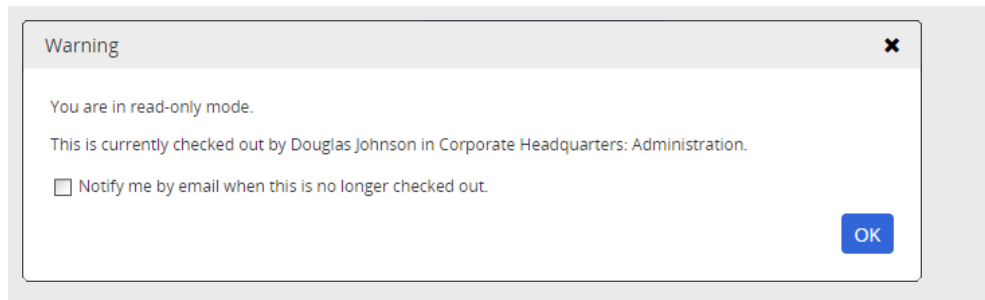 Warning
You are in read-only mode.
This is currently checked out by Douglas Johnson in Corporate Headquarters: Administration.
Notify me by email when this is no longer checked out.
OK